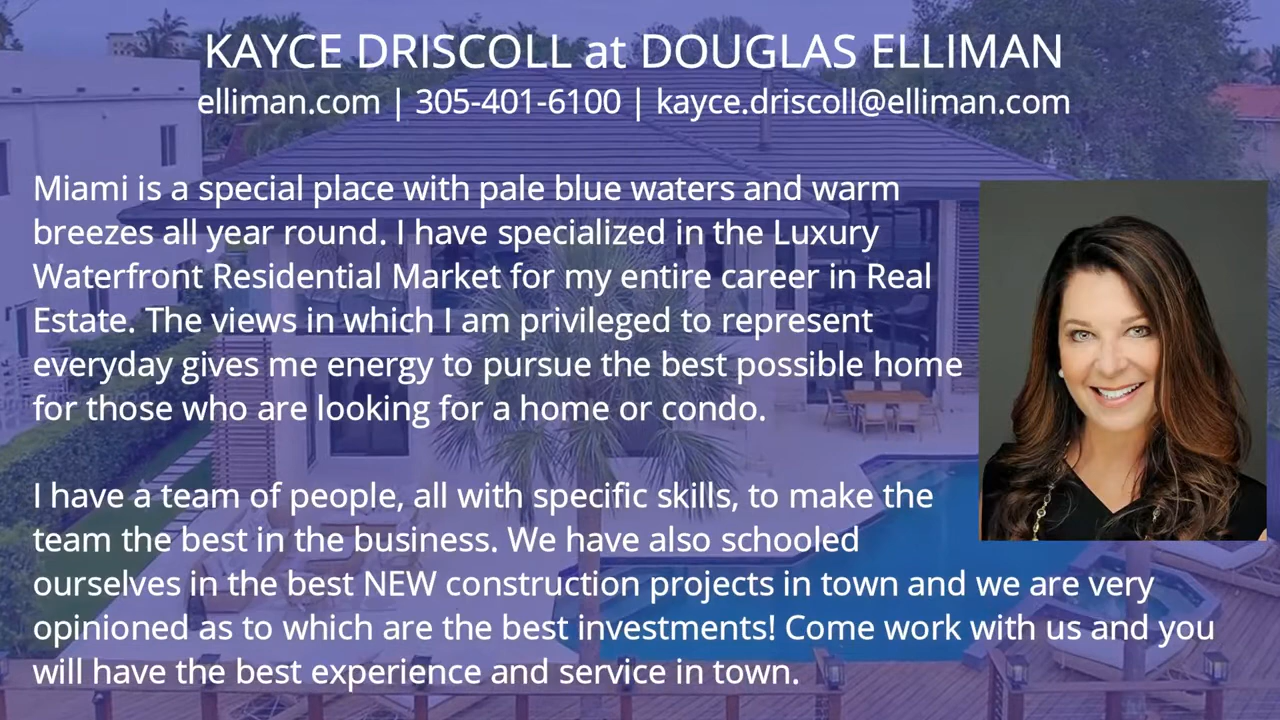 KAYCE DRISCOLL at DOUGLAS ELLIMAN
elliman.com | 305-401-6100 | kayce.driscoll@elliman.com
Miami is a special place with pale blue waters and warm
breezes all year round. I have specialized in the Luxury
Waterfront Residential Market for my entire career in Real
Estate. The views in which I am privileged to represent
everyday gives me energy to pursue the best possible home
for those who are looking for a home or condo.
I have a team of people, all with specific skills, to make the
team the best in the business. We have also schooled
ourselves in the best NEW construction projects in town and we are very
opinioned as to which are the best investments! Come work with us and you
will have the best experience and service in town.